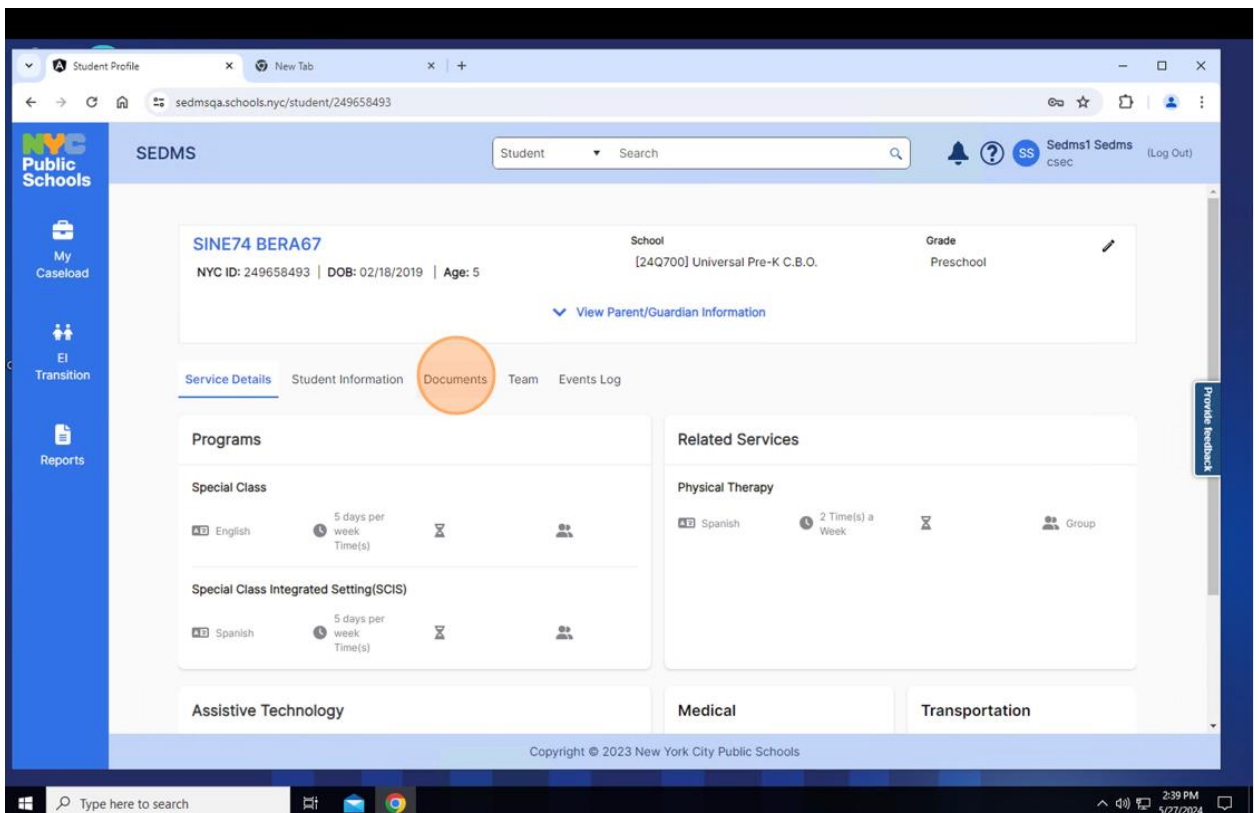 Student Profile
New Tab
sedmsqa.schools.nyc/student/249658493
NYC
Public
Schools
SEDMS
Student
Search
SS
Sedms1 Sedms
csec
(Log Out)
My
Caseload
EI
Transition
Reports
SINE74 BERA67
NYC ID: 249658493 | DOB: 02/18/2019 | Age: 5
School
[24Q700] Universal Pre-K C.B.O.
Grade
Preschool
View Parent/Guardian Information
Service Details Student Information Documents Team Events Log
Provide feedback
Programs
Special Class
English
5 days per
week
Time(s)
Special Class Integrated Setting(SCIS)
Spanish
5 days per
week
Time(s)
Related Services
Physical Therapy
Spanish
2 Time(s) a
Week
Group
Assistive Technology
Medical
Transportation
Copyright © 2023 New York City Public Schools
Type here to search
2:39 PM
5/27/2024